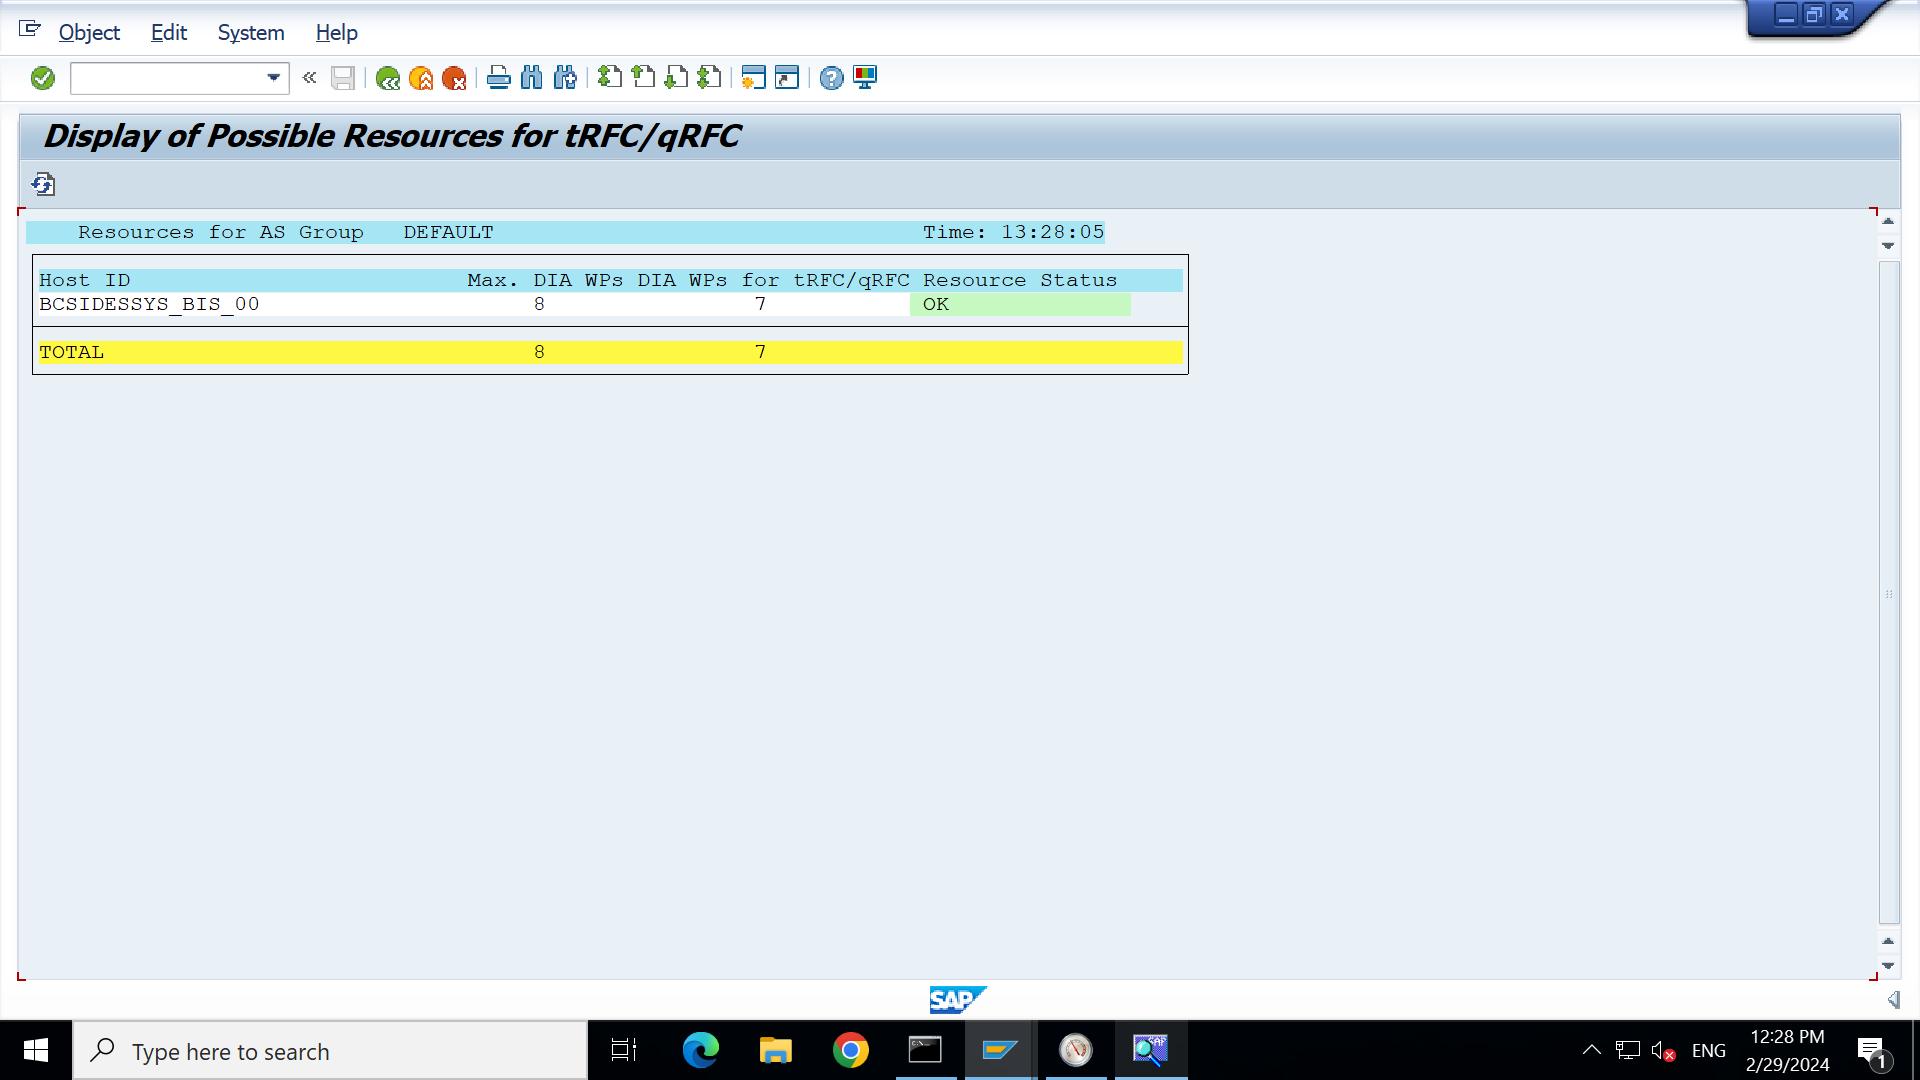 Object Edit System Help
Display of Possible Resources for tRFC/qRFC
Resources for AS Group DEFAULT Time: 13:28:05
Host ID Max. DIA WPs DIA WPs for tRFC/qRFC Resource Status
BCSIDESSYS_BIS_00 8 7 OK
TOTAL 8 7
SAP
Type here to search
ENG
12:28 PM
2/29/2024
1